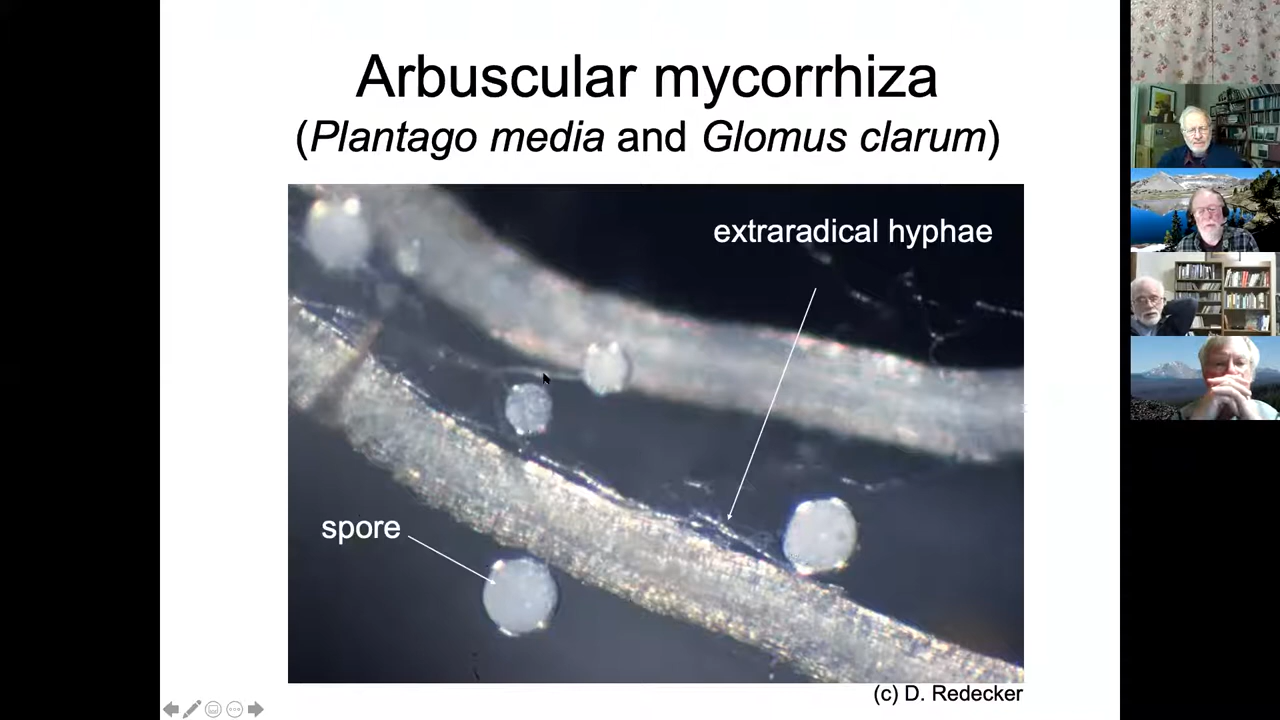 Arbuscular mycorrhiza
(Plantago media and Glomus clarum)
extraradical hyphae
spore
(c) D. Redecker